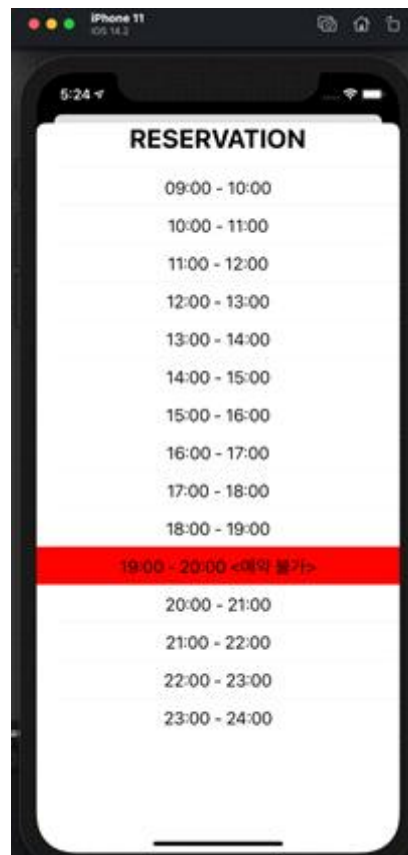 iPhone 11
iOS 14.2
5:24
RESERVATION
09:00 - 10:00
10:00 - 11:00
11:00 - 12:00
12:00 - 13:00
13:00 - 14:00
14:00 - 15:00
15:00 - 16:00
16:00 - 17:00
17:00 - 18:00
18:00 - 19:00
19:00 - 20:00 <예약 불가>
20:00 - 21:00
21:00 - 22:00
22:00 - 23:00
23:00 - 24:00